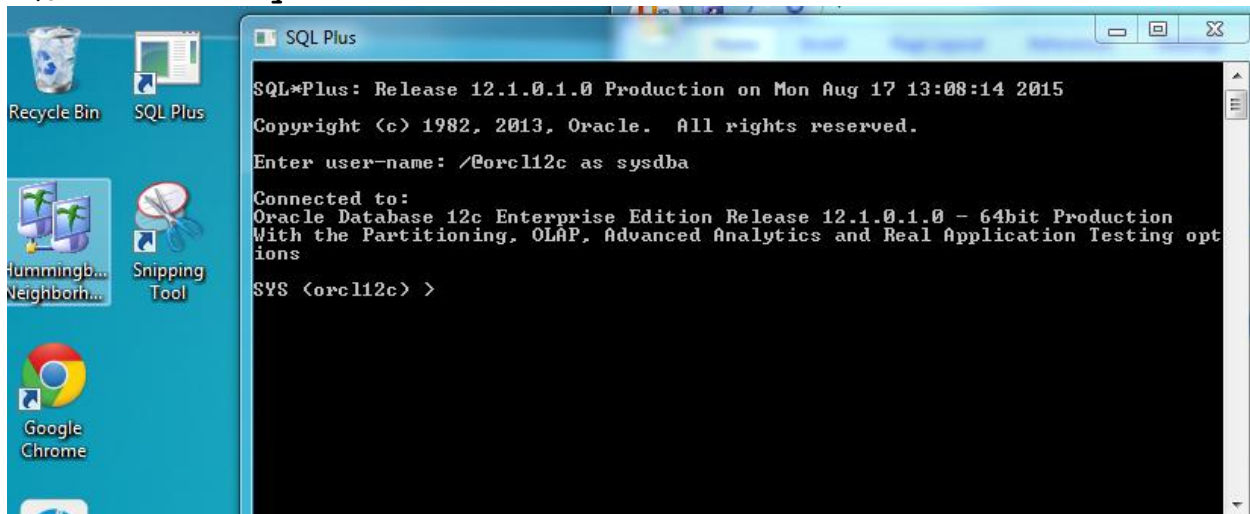 SQL Plus
SQL*Plus: Release 12.1.0.1.0 Production on Mon Aug 17 13:08:14 2015
Copyright (c) 1982, 2013, Oracle.  All rights reserved.
Enter user-name: /@orcl12c as sysdba
Connected to:
Oracle Database 12c Enterprise Edition Release 12.1.0.1.0 - 64bit Production
With the Partitioning, OLAP, Advanced Analytics and Real Application Testing opt
ions
SYS (orcl12c) >
Recycle Bin
SQL Plus
Hummingb...
Neighborh...
Snipping
Tool
Google
Chrome